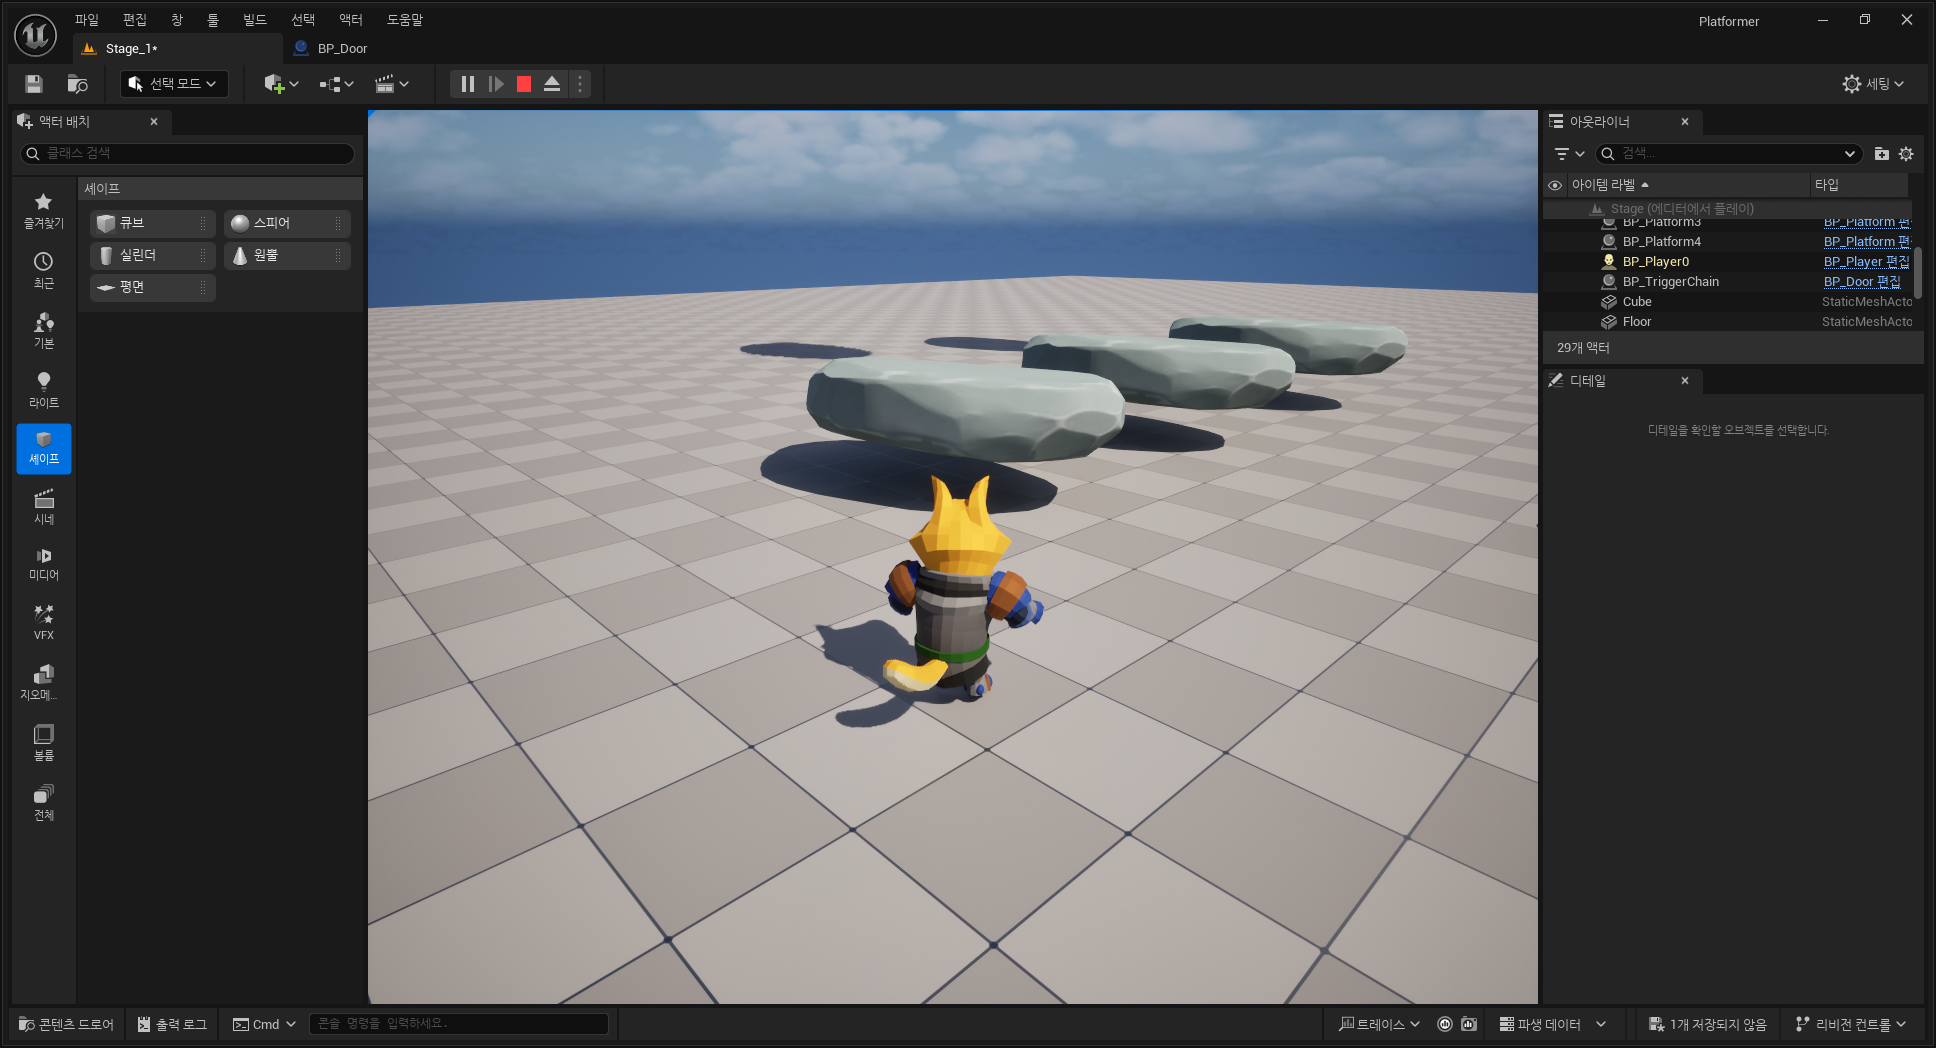 파일 편집 창 툴 빌드 선택 액터 도움말
Platformer
Stage_1*
BP_Door
선택 모드
세팅
액터 배치
클래스 검색
셰이프
큐브
스피어
실린더
원뿔
평면
즐겨찾기
최근
기본
라이트
셰이프
시네
미디어
VFX
지오메...
볼륨
전체
아웃라이너
검색...
아이템 라벨
타입
Stage (에디터에서 플레이)
BP_Platform3 BP_Platform 편
BP_Platform4 BP_Platform 편
BP_Player0 BP_Player 편집
BP_TriggerChain BP_Door 편집
Cube StaticMeshActo
Floor StaticMeshActo
29개 액터
디테일
디테일을 확인할 오브젝트를 선택합니다.
콘텐츠 드로어
출력 로그
Cmd
콘솔 명령을 입력하세요.
트레이스
파생 데이터
1개 저장되지 않음
리비전 컨트롤